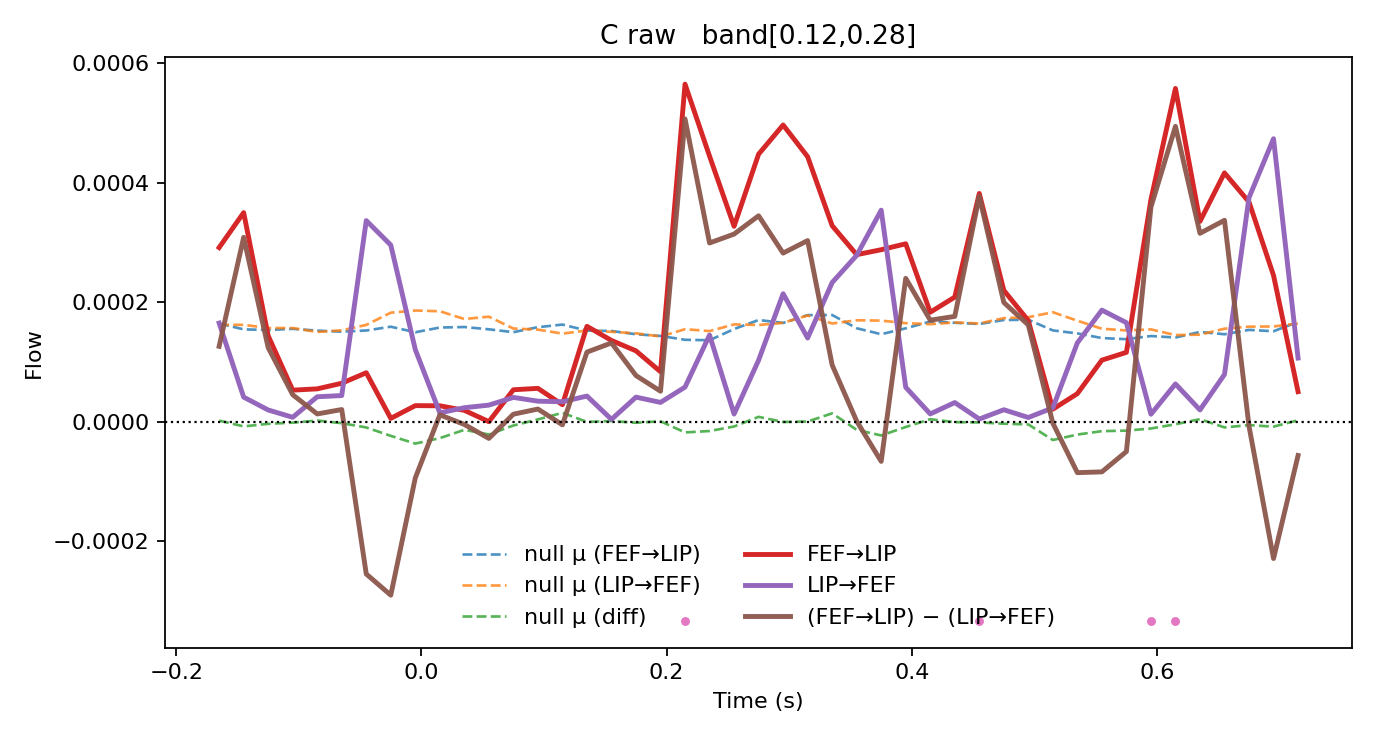 C raw   band[0.12,0.28]
0.0006
0.0004
0.0002
0.0000
−0.0002
Flow
null μ (FEF→LIP)
null μ (LIP→FEF)
null μ (diff)
FEF→LIP
LIP→FEF
(FEF→LIP) − (LIP→FEF)
−0.2 0.0 0.2 0.4 0.6
Time (s)